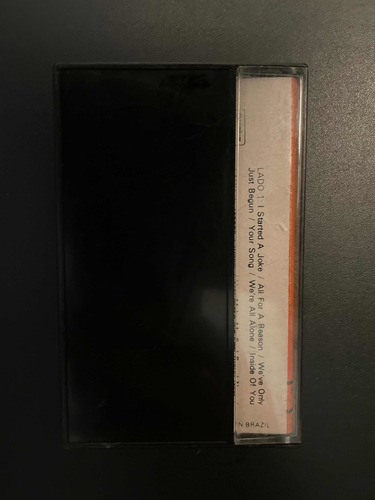 LADO 1 I Started A Joke / All For A Reason / We've Only
Just Begun / Your Song / We're All Alone / Inside Of You
IN BRAZIL